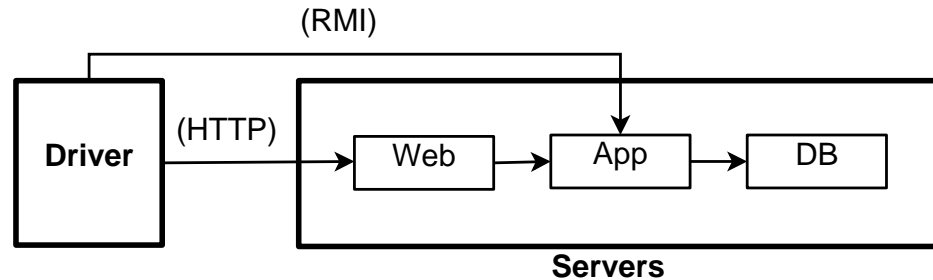 (RMI)
(HTTP)
Driver
Web
App
DB
Servers